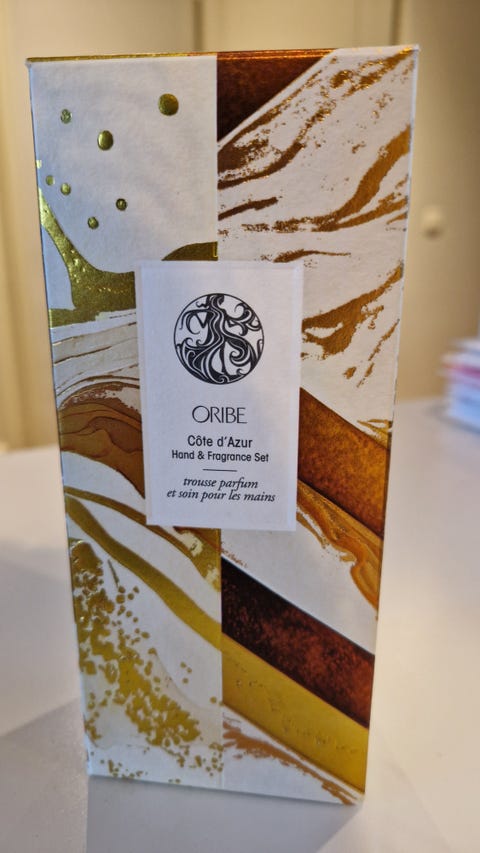 ORIBE
Côte d'Azur
Hand & Fragrance Set
trousse parfum
et soin pour les mains